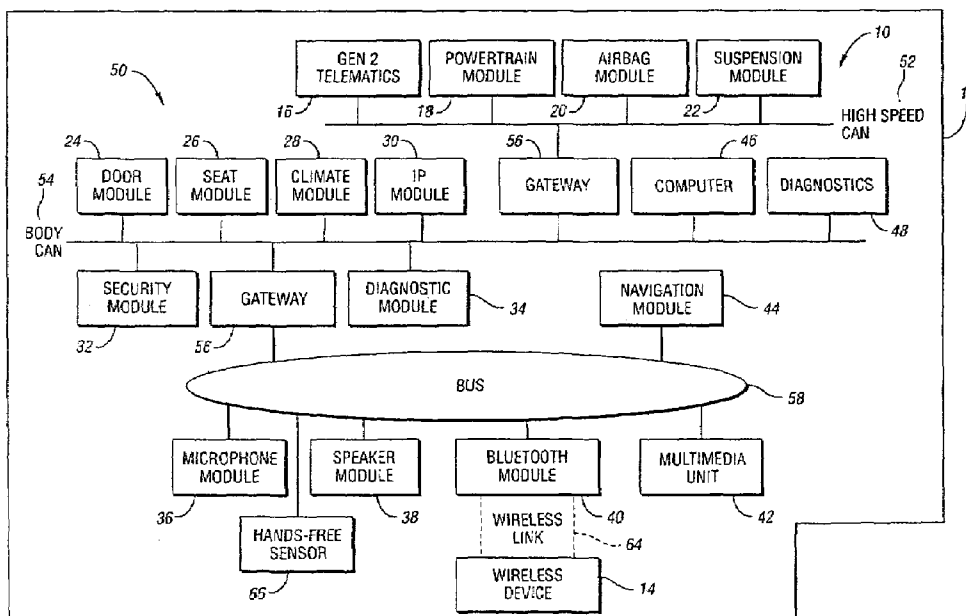 10
50
52
GEN 2
TELEMATICS
POWERTRAIN
MODULE
AIRBAG
MODULE
SUSPENSION
MODULE
16
18
20
22
HIGH SPEED
CAN
1
24
26
28
30
56
46
54
DOOR
MODULE
SEAT
MODULE
CLIMATE
MODULE
IP
MODULE
GATEWAY
COMPUTER
DIAGNOSTICS
48
BODY
CAN
SECURITY
MODULE
GATEWAY
DIAGNOSTIC
MODULE
NAVIGATION
MODULE
32
56
34
44
BUS
58
MICROPHONE
MODULE
SPEAKER
MODULE
BLUETOOTH
MODULE
MULTIMEDIA
UNIT
36
38
40
42
HANDS-FREE
SENSOR
66
WIRELESS
LINK
64
WIRELESS
DEVICE
14